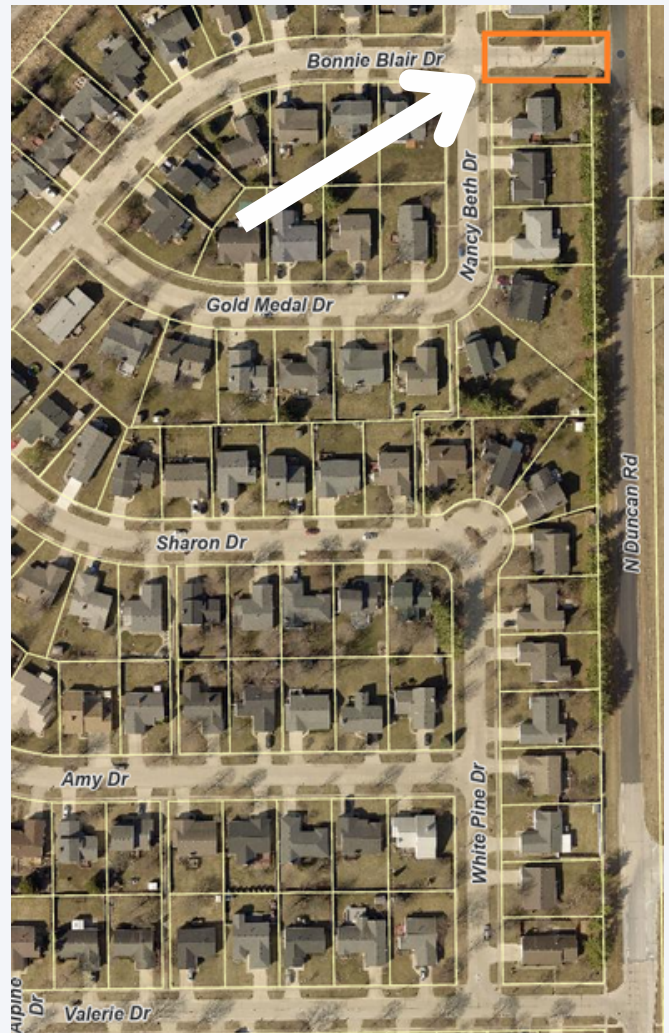 Bonnie Blair Dr
Nancy Beth Dr
Gold Medal Dr
N Duncan Rd
Sharon Dr
Amy Dr
White Pine Dr
Alpine
Dr
Valerie Dr